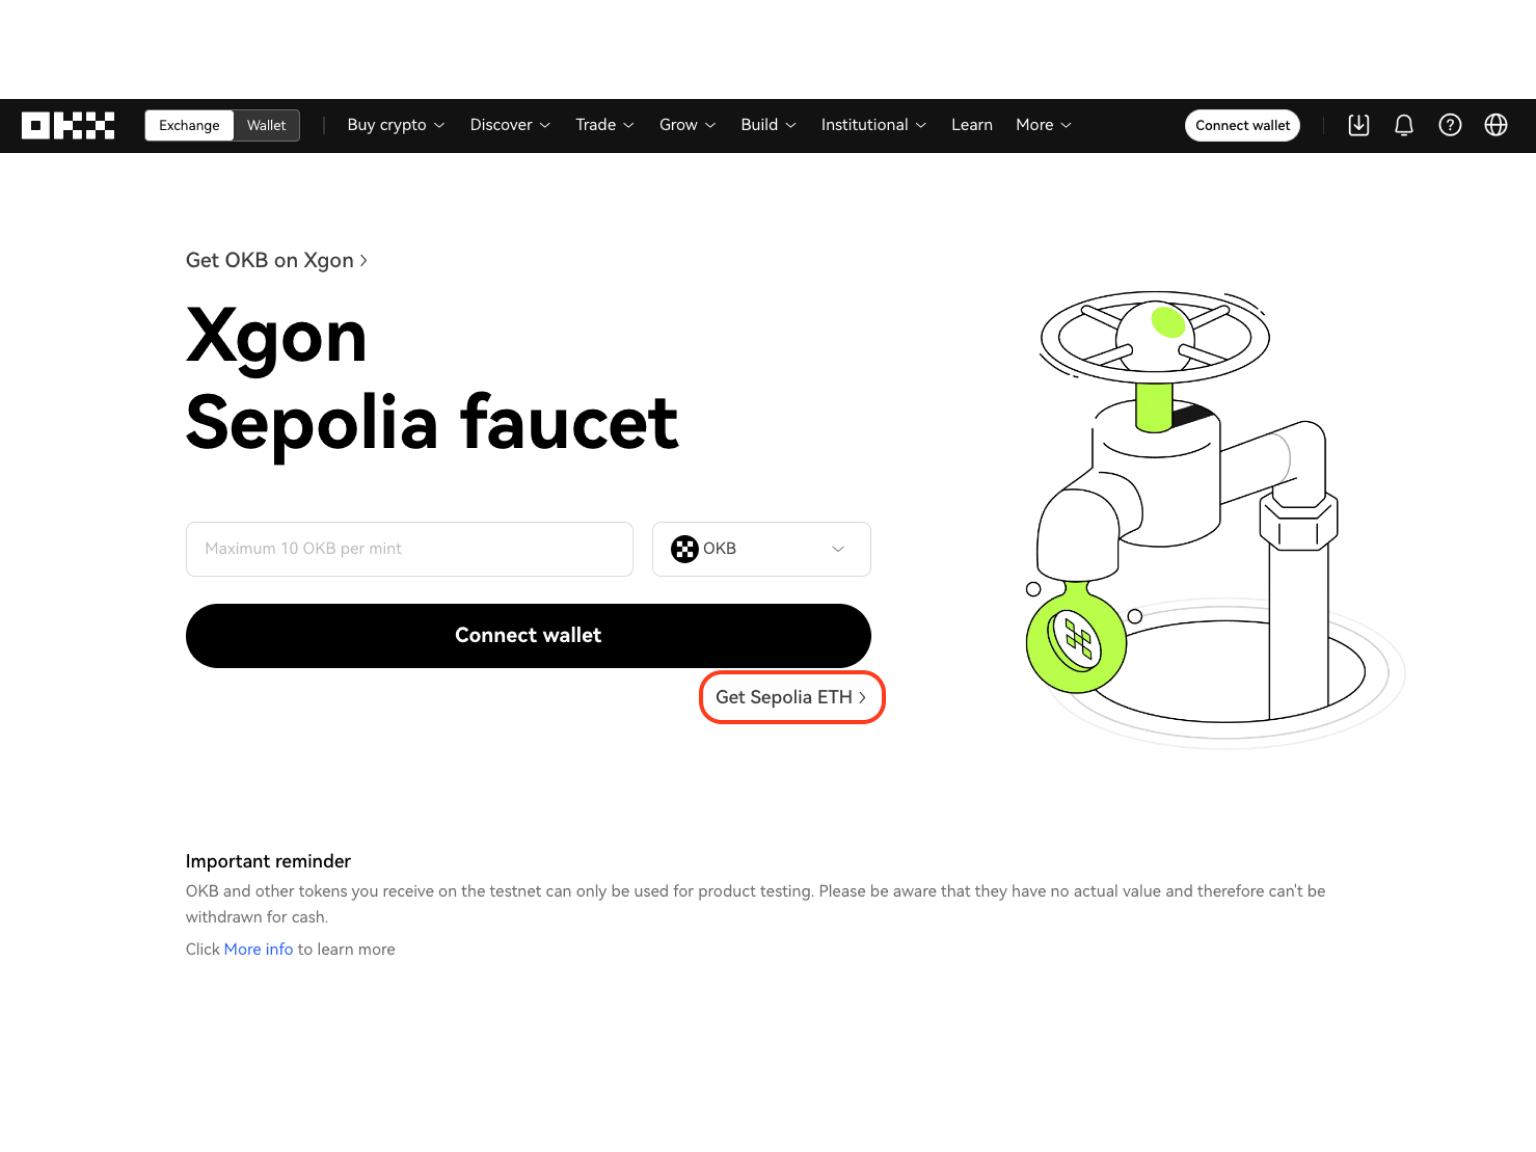 OKX Exchange Wallet Buy crypto Discover Trade Grow Build Institutional Learn More Connect wallet
Get OKB on Xgon
Xgon
Sepolia faucet
Maximum 10 OKB per mint OKB
Connect wallet
Get Sepolia ETH
Important reminder
OKB and other tokens you receive on the testnet can only be used for product testing. Please be aware that they have no actual value and therefore can't be
withdrawn for cash.
Click More info to learn more